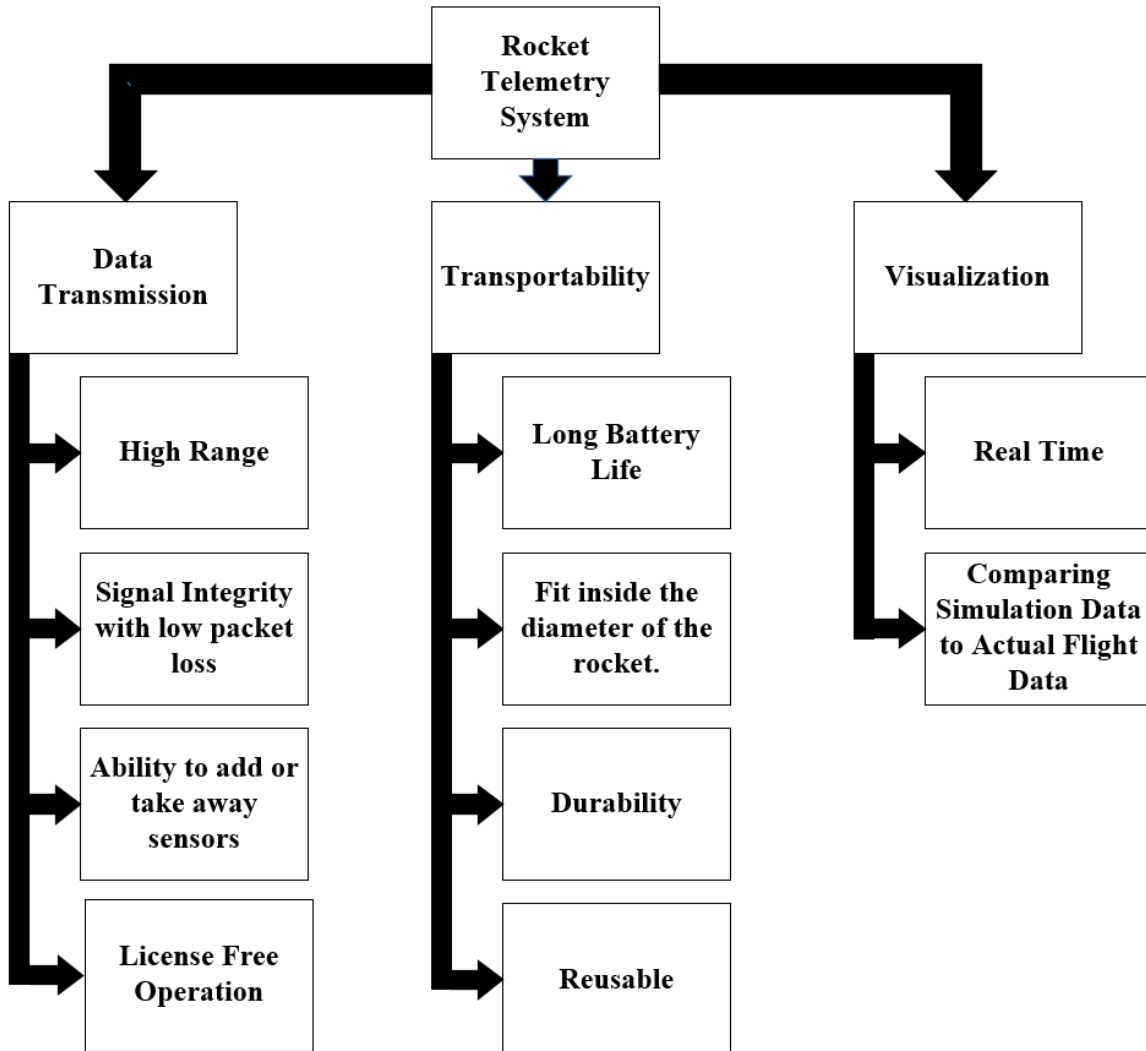 Rocket
Telemetry
System
Data
Transmission
Transportability
Visualization
High Range
Long Battery
Life
Real Time
Signal Integrity
with low packet
loss
Fit inside the
diameter of the
rocket.
Comparing
Simulation Data
to Actual Flight
Data
Ability to add or
take away
sensors
Durability
License Free
Operation
Reusable